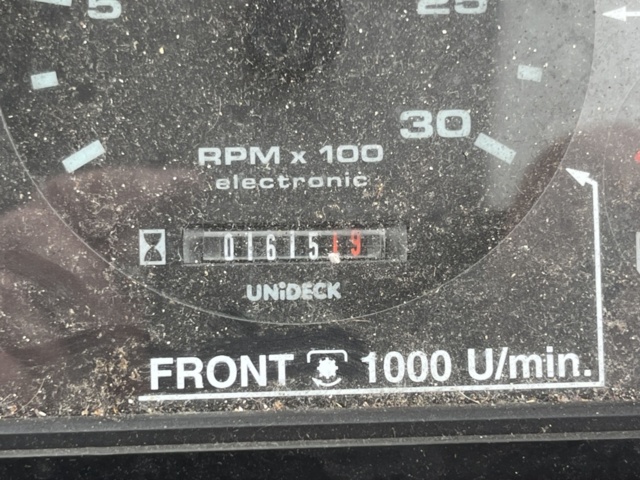 5
25
30
RPM x 100
electronic
0161519
UNiDECK
FRONT 1000 U/min.